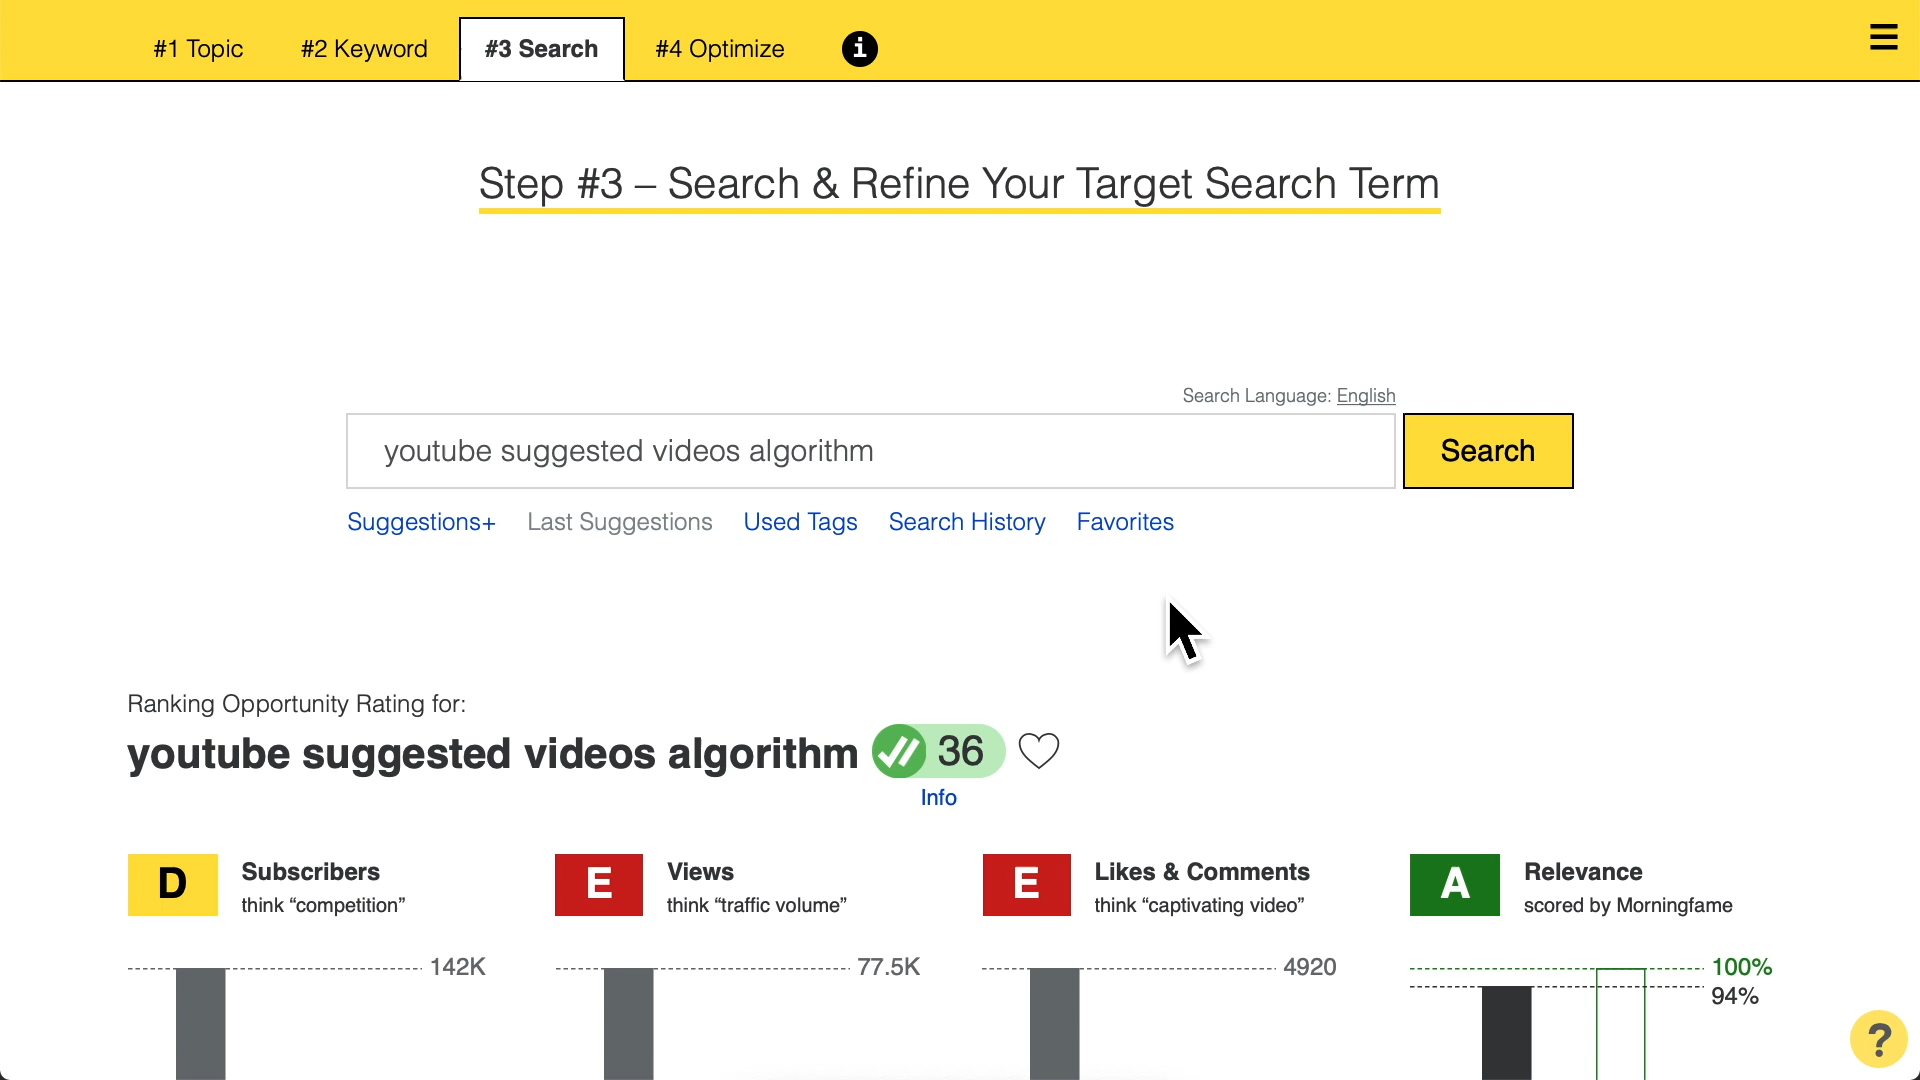 #1 Topic #2 Keyword #3 Search #4 Optimize i
Step #3 – Search & Refine Your Target Search Term
Search Language: English
youtube suggested videos algorithm Search
Suggestions+ Last Suggestions Used Tags Search History Favorites
Ranking Opportunity Rating for:
youtube suggested videos algorithm 36
Info
D Subscribers
think “competition”
142K
E Views
think “traffic volume”
77.5K
E Likes & Comments
think “captivating video”
4920
A Relevance
scored by Morningfame
100%
94%
?